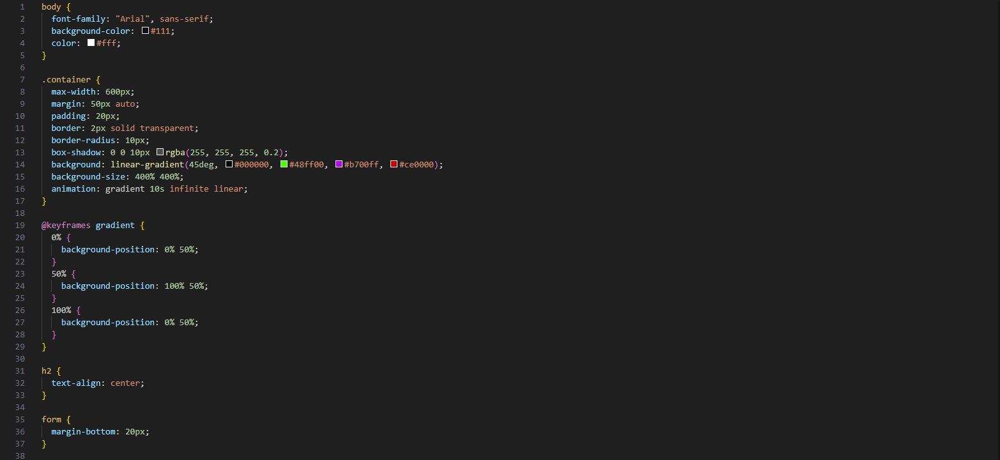 1 body {
2   font-family: "Arial", sans-serif;
3   background-color: #111;
4   color: #fff;
5 }
6
7 .container {
8   max-width: 600px;
9   margin: 50px auto;
10   padding: 20px;
11   border: 2px solid transparent;
12   border-radius: 10px;
13   box-shadow: 0 0 10px rgba(255, 255, 255, 0.2);
14   background: linear-gradient(45deg, #000000, #48ff00, #b700ff, #ce0000);
15   background-size: 400% 400%;
16   animation: gradient 10s infinite linear;
17 }
18
19 @keyframes gradient {
20   0% {
21     background-position: 0% 50%;
22   }
23   50% {
24     background-position: 100% 50%;
25   }
26   100% {
27     background-position: 0% 50%;
28   }
29 }
30
31 h2 {
32   text-align: center;
33 }
34
35 form {
36   margin-bottom: 20px;
37 }
38